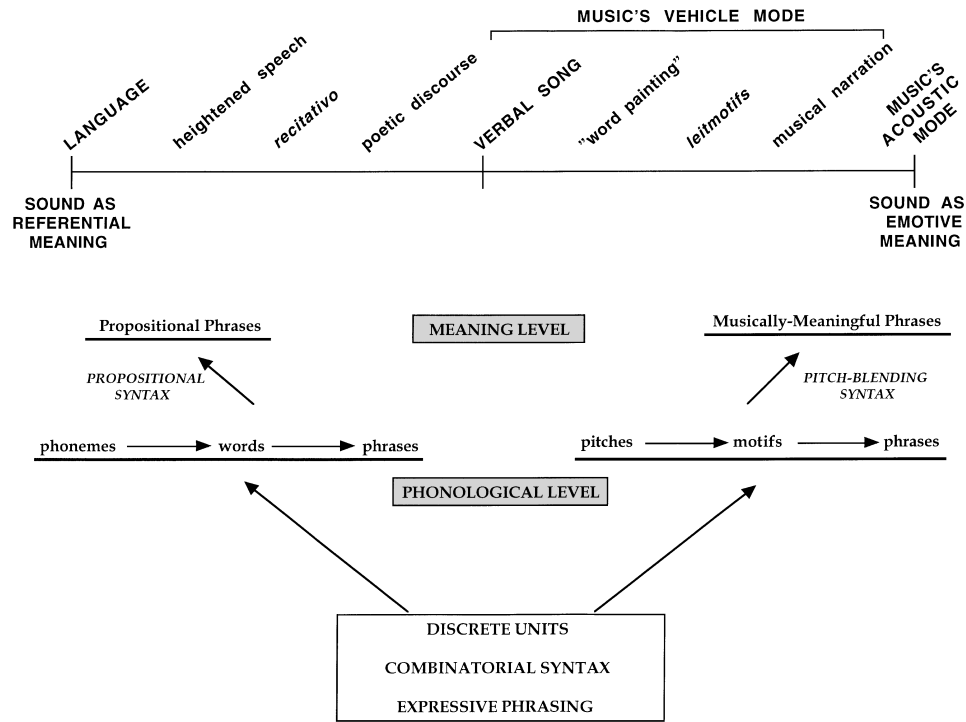 MUSIC'S VEHICLE MODE
LANGUAGE
heightened speech
recitativo
poetic discourse
VERBAL SONG
"word painting"
leitmotifs
musical narration
MUSIC'S
ACOUSTIC
MODE
SOUND AS
REFERENTIAL
MEANING
SOUND AS
EMOTIVE
MEANING
Propositional Phrases
MEANING LEVEL
Musically-Meaningful Phrases
PROPOSITIONAL
SYNTAX
PITCH-BLENDING
SYNTAX
phonemes words phrases
pitches motifs phrases
PHONOLOGICAL LEVEL
DISCRETE UNITS
COMBINATORIAL SYNTAX
EXPRESSIVE PHRASING